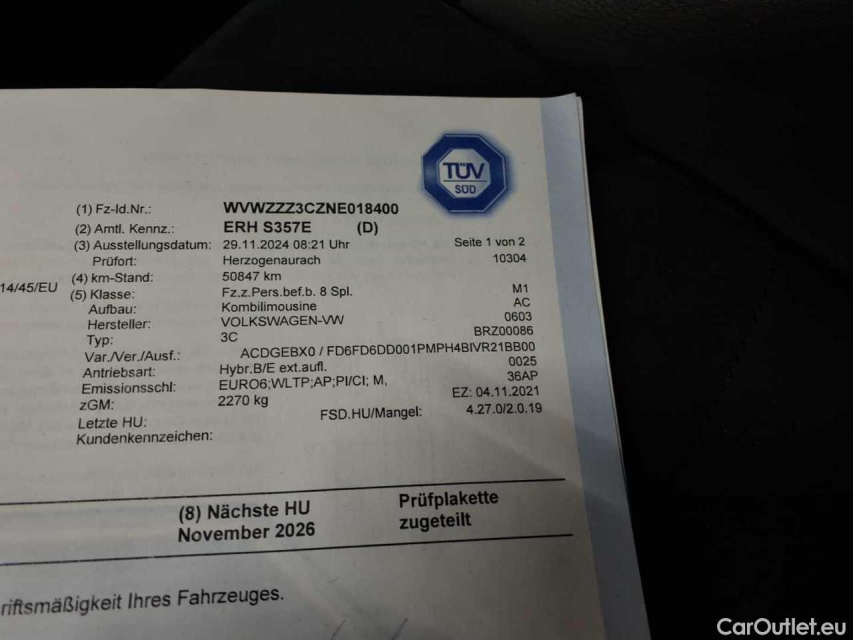 TÜV
SÜD
(1) Fz-Id.Nr.: WVWZZZ3CZNE018400
(2) Amtl. Kennz.: ERH S357E (D)
(3) Ausstellungsdatum: 29.11.2024 08:21 Uhr Seite 1 von 2
Prüfort: Herzogenaurach 10304
14/45/EU (4) km-Stand: 50847 km
(5) Klasse: Fz.z.Pers.bef.b. 8 Spl. M1
Aufbau: Kombilimousine AC
Hersteller: VOLKSWAGEN-VW 0603
Typ: 3C BRZ00086
Var./Ver./Ausf.: ACDGEBX0 / FD6FD6DD001PMPH4BIVR21BB00
Antriebsart: Hybr.B/E ext.aufl. 0025
Emissionsschl: EURO6;WLTP;AP;PI/CI; M, 36AP
zGM: 2270 kg EZ: 04.11.2021
Letzte HU: FSD.HU/Mangel: 4.27.0/2.0.19
Kundenkennzeichen:
(8) Nächste HU Prüfplakette
November 2026 zugeteilt
riftsmäßigkeit Ihres Fahrzeuges.
CarOutlet.eu